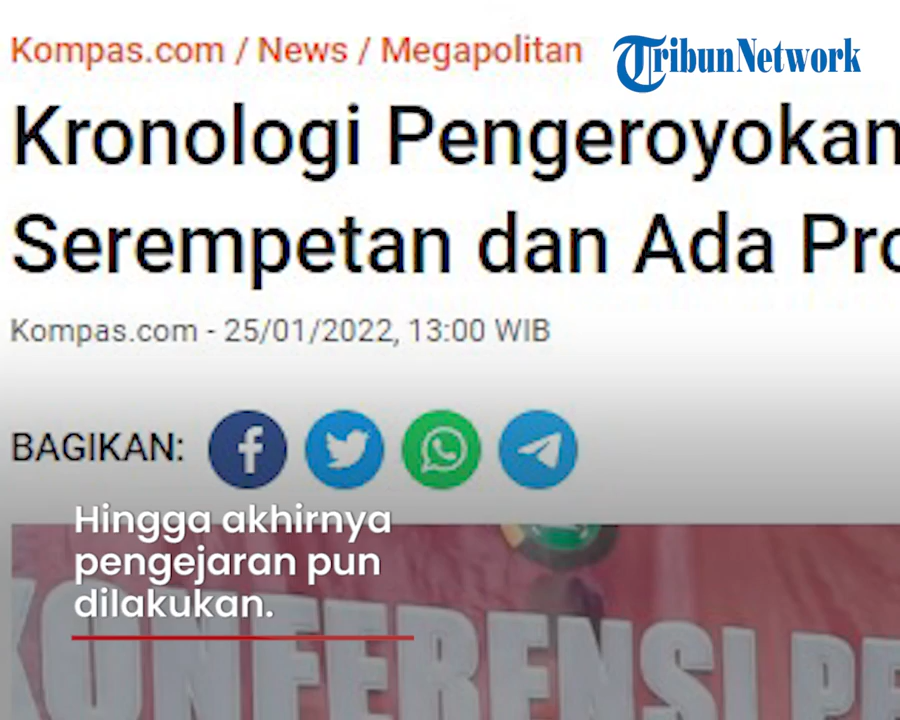 Kompas.com / News / Megapolitan
TribunNetwork
Kronologi Pengeroyokan
Serempetan dan Ada
Kompas.com - 25/01/2022, 13:00 WIB
BAGIKAN:
Hingga akhirnya
pengejaran pun
dilakukan.
KONFERENSI